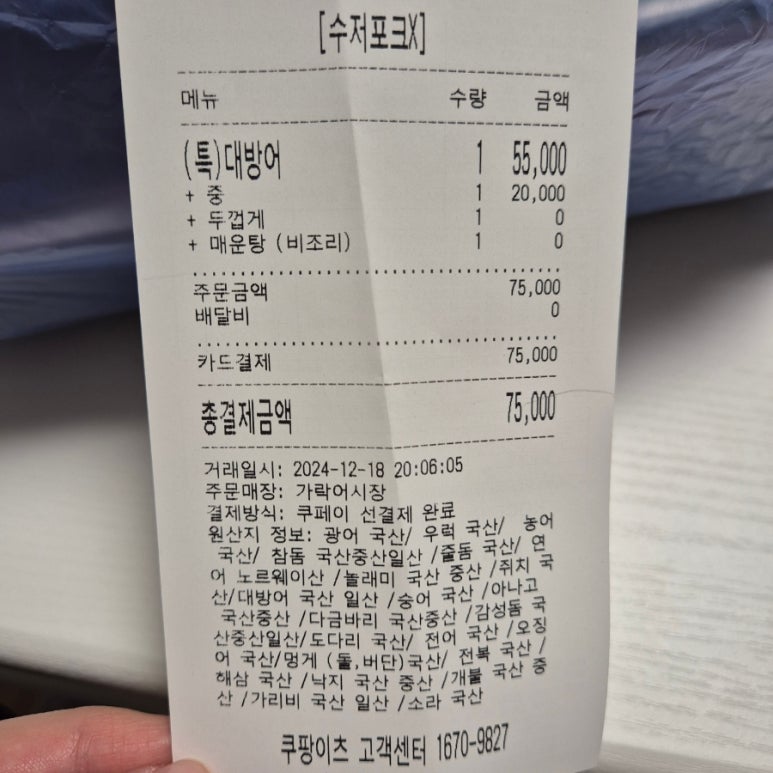 [수저포크X]
메뉴 수량 금액
(특)대방어 1 55,000
+ 중 1 20,000
+ 두껍게 1 0
+ 매운탕 (비조리) 1 0
주문금액 75,000
배달비 0
카드결제 75,000
총결제금액 75,000
거래일시: 2024-12-18 20:06:05
주문매장: 가락어시장
결제방식: 쿠페이 선결제 완료
원산지 정보: 광어 국산/ 우럭 국산/ 농어
국산/ 참돔 국산중산일산 /줄돔 국산/ 연
어 노르웨이산 /놀래미 국산 중산 /쥐치 국
산/대방어 국산 일산 /숭어 국산 /아나고
국산중산 /다금바리 국산중산 /감성돔 국
산중산일산/도다리 국산/ 전어 국산 /오징
어 국산/멍게 (돌,버단)국산/ 전복 국산 /
해삼 국산 /낙지 국산 중산 /개불 국산 중
산 /가리비 국산 일산 /소라 국산
쿠팡이츠 고객센터 1670-9827